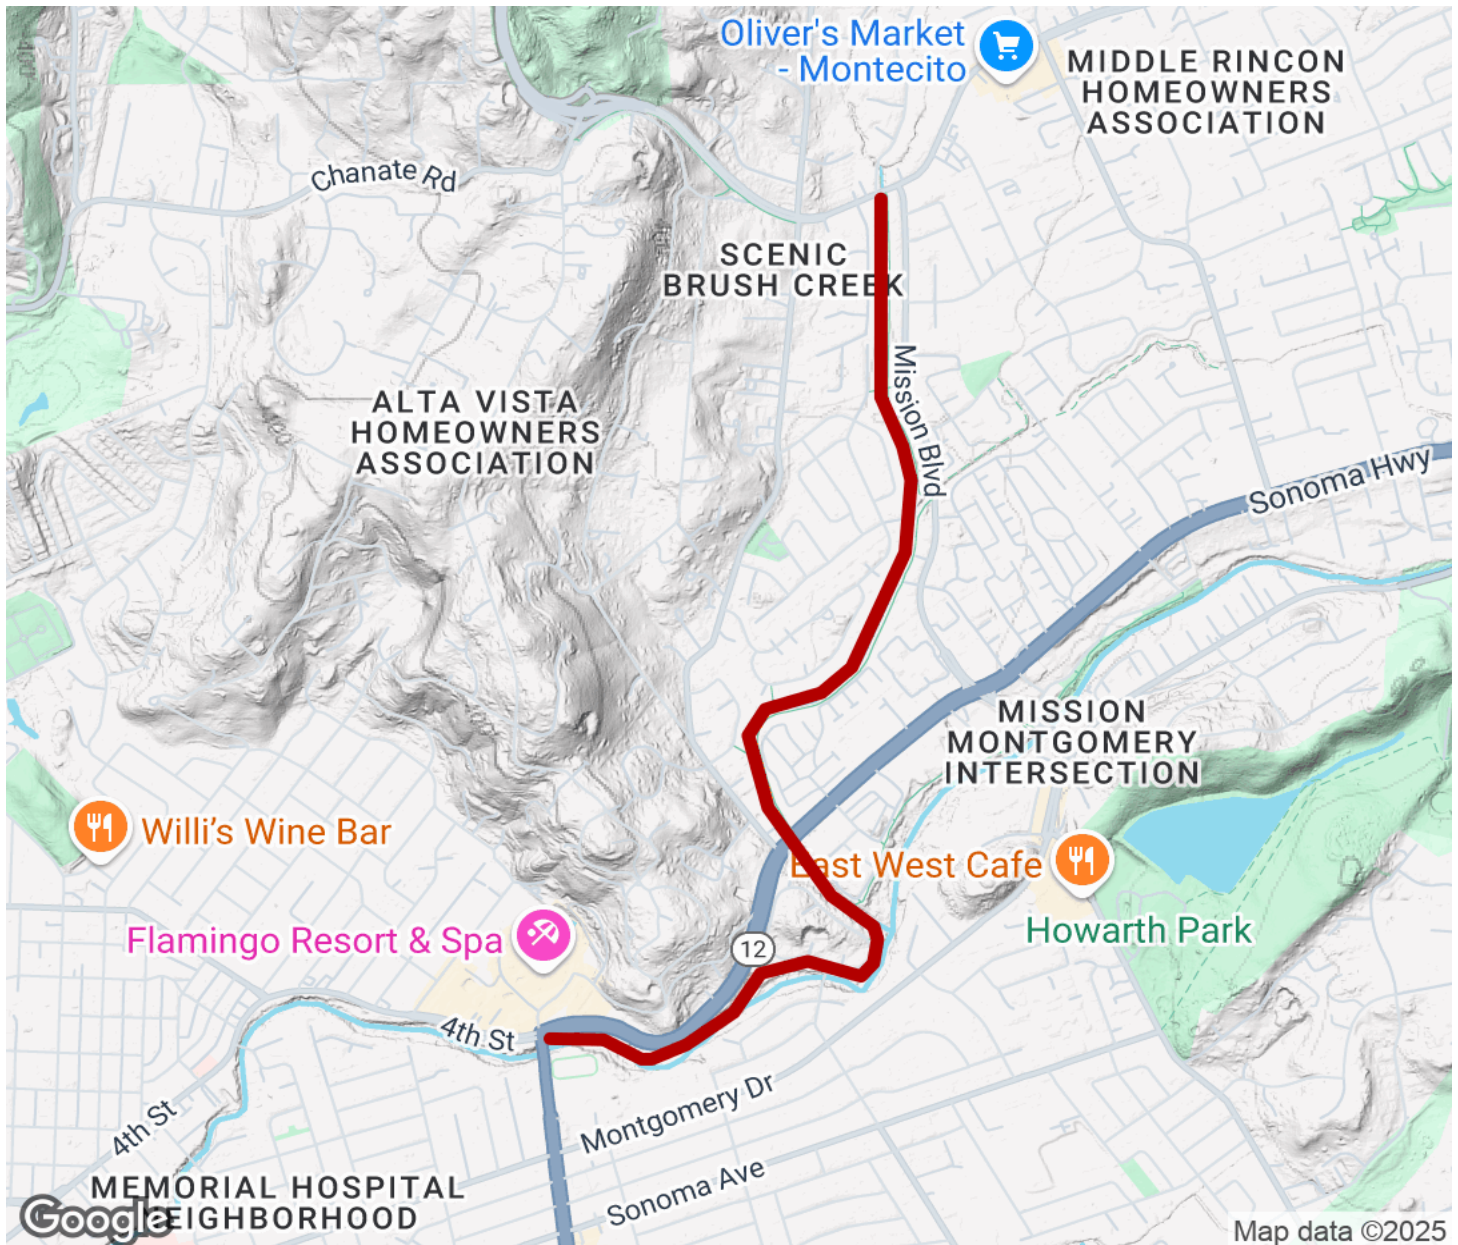 Oliver's Market
- Montecito
MIDDLE RINCON
HOMEOWNERS
ASSOCIATION
Chanate Rd
SCENIC
BRUSH CREEK
Mission Blvd
ALTA VISTA
HOMEOWNERS
ASSOCIATION
Sonoma Hwy
MISSION
MONTGOMERY
INTERSECTION
Willi's Wine Bar
East West Cafe
Flamingo Resort & Spa
12
Howarth Park
4th St
4th St
Montgomery Dr
Sonoma Ave
MEMORIAL HOSPITAL
NEIGHBORHOOD
Google
Map data ©2025